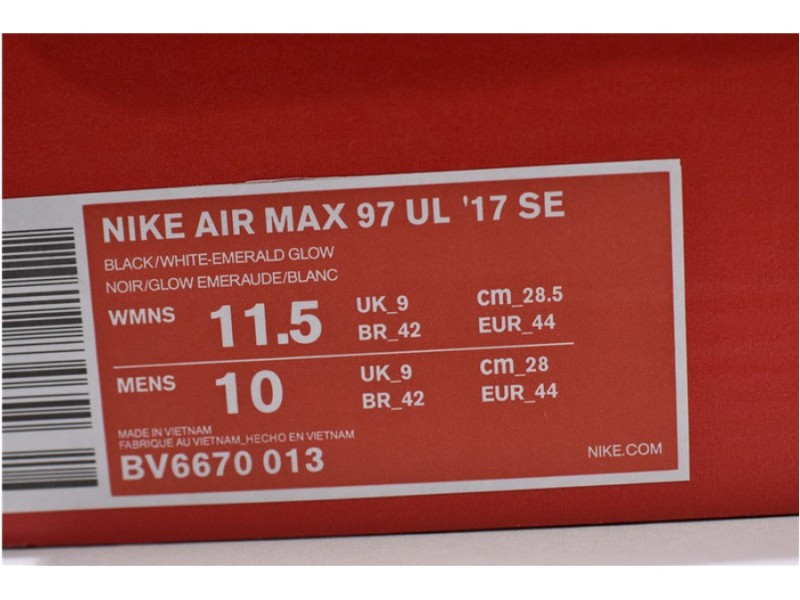 NIKE AIR MAX 97 UL '17 SE
BLACK/WHITE-EMERALD GLOW
NOIR/GLOW EMERAUDE/BLANC
WMNS 11.5 UK_9 cm_28.5
BR_42 EUR_44
MENS 10 UK_9 cm_28
BR_42 EUR_44
MADE IN VIETNAM
FABRIQUE AU VIETNAM_HECHO EN VIETNAM
BV6670 013
NIKE.COM